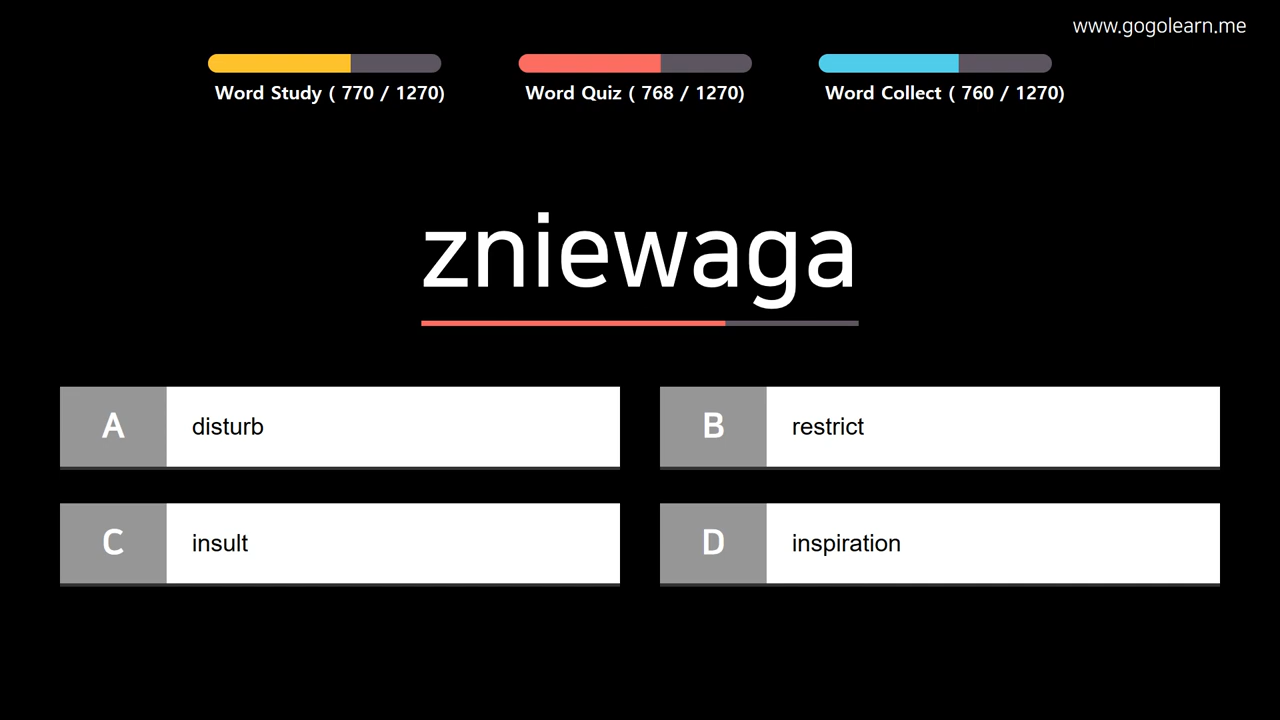 www.gogolearn.me
Word Study ( 770 / 1270)
Word Quiz ( 768 / 1270)
Word Collect ( 760 / 1270)
zniewaga
A disturb
B restrict
C insult
D inspiration